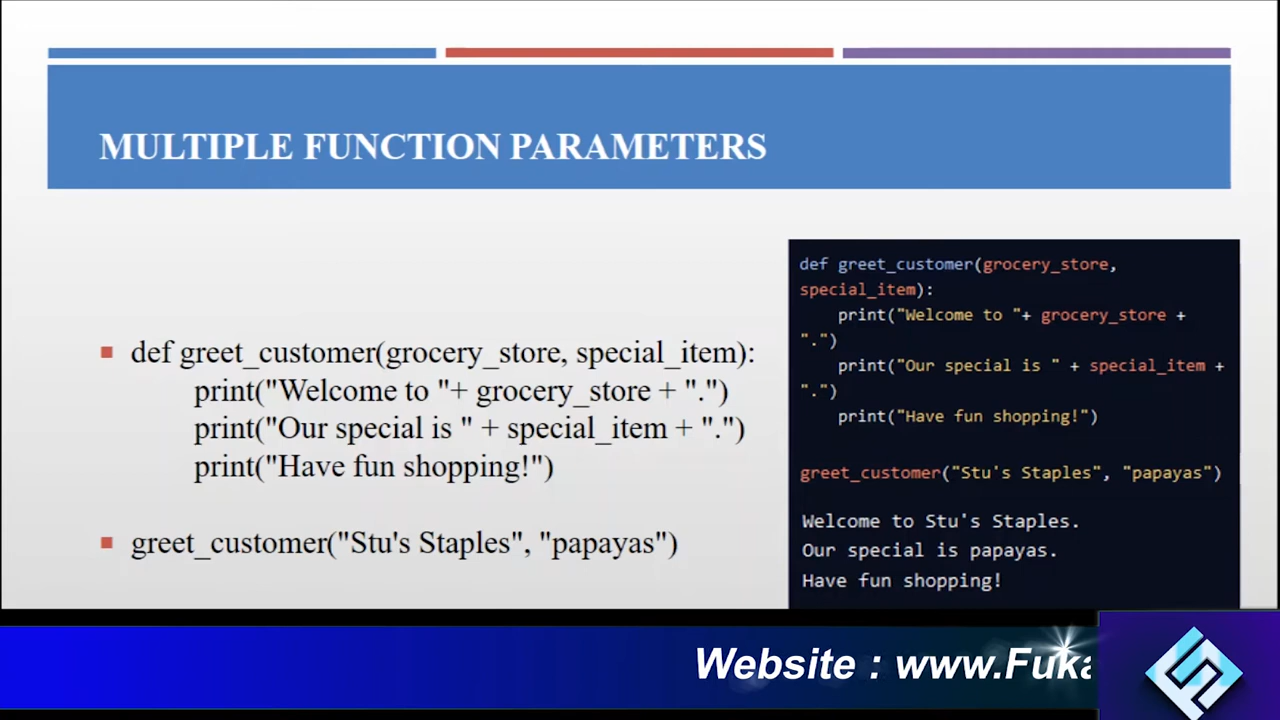 MULTIPLE FUNCTION PARAMETERS
def greet_customer(grocery_store, special_item):
print("Welcome to "+ grocery_store + ".")
print("Our special is " + special_item + ".")
print("Have fun shopping!")
greet_customer("Stu's Staples", "papayas")
def greet_customer(grocery_store,
special_item):
print("Welcome to "+ grocery_store +
".")
print("Our special is " + special_item +
".")
print("Have fun shopping!")
greet_customer("Stu's Staples", "papayas")
Welcome to Stu's Staples.
Our special is papayas.
Have fun shopping!
Website : www.Fuka